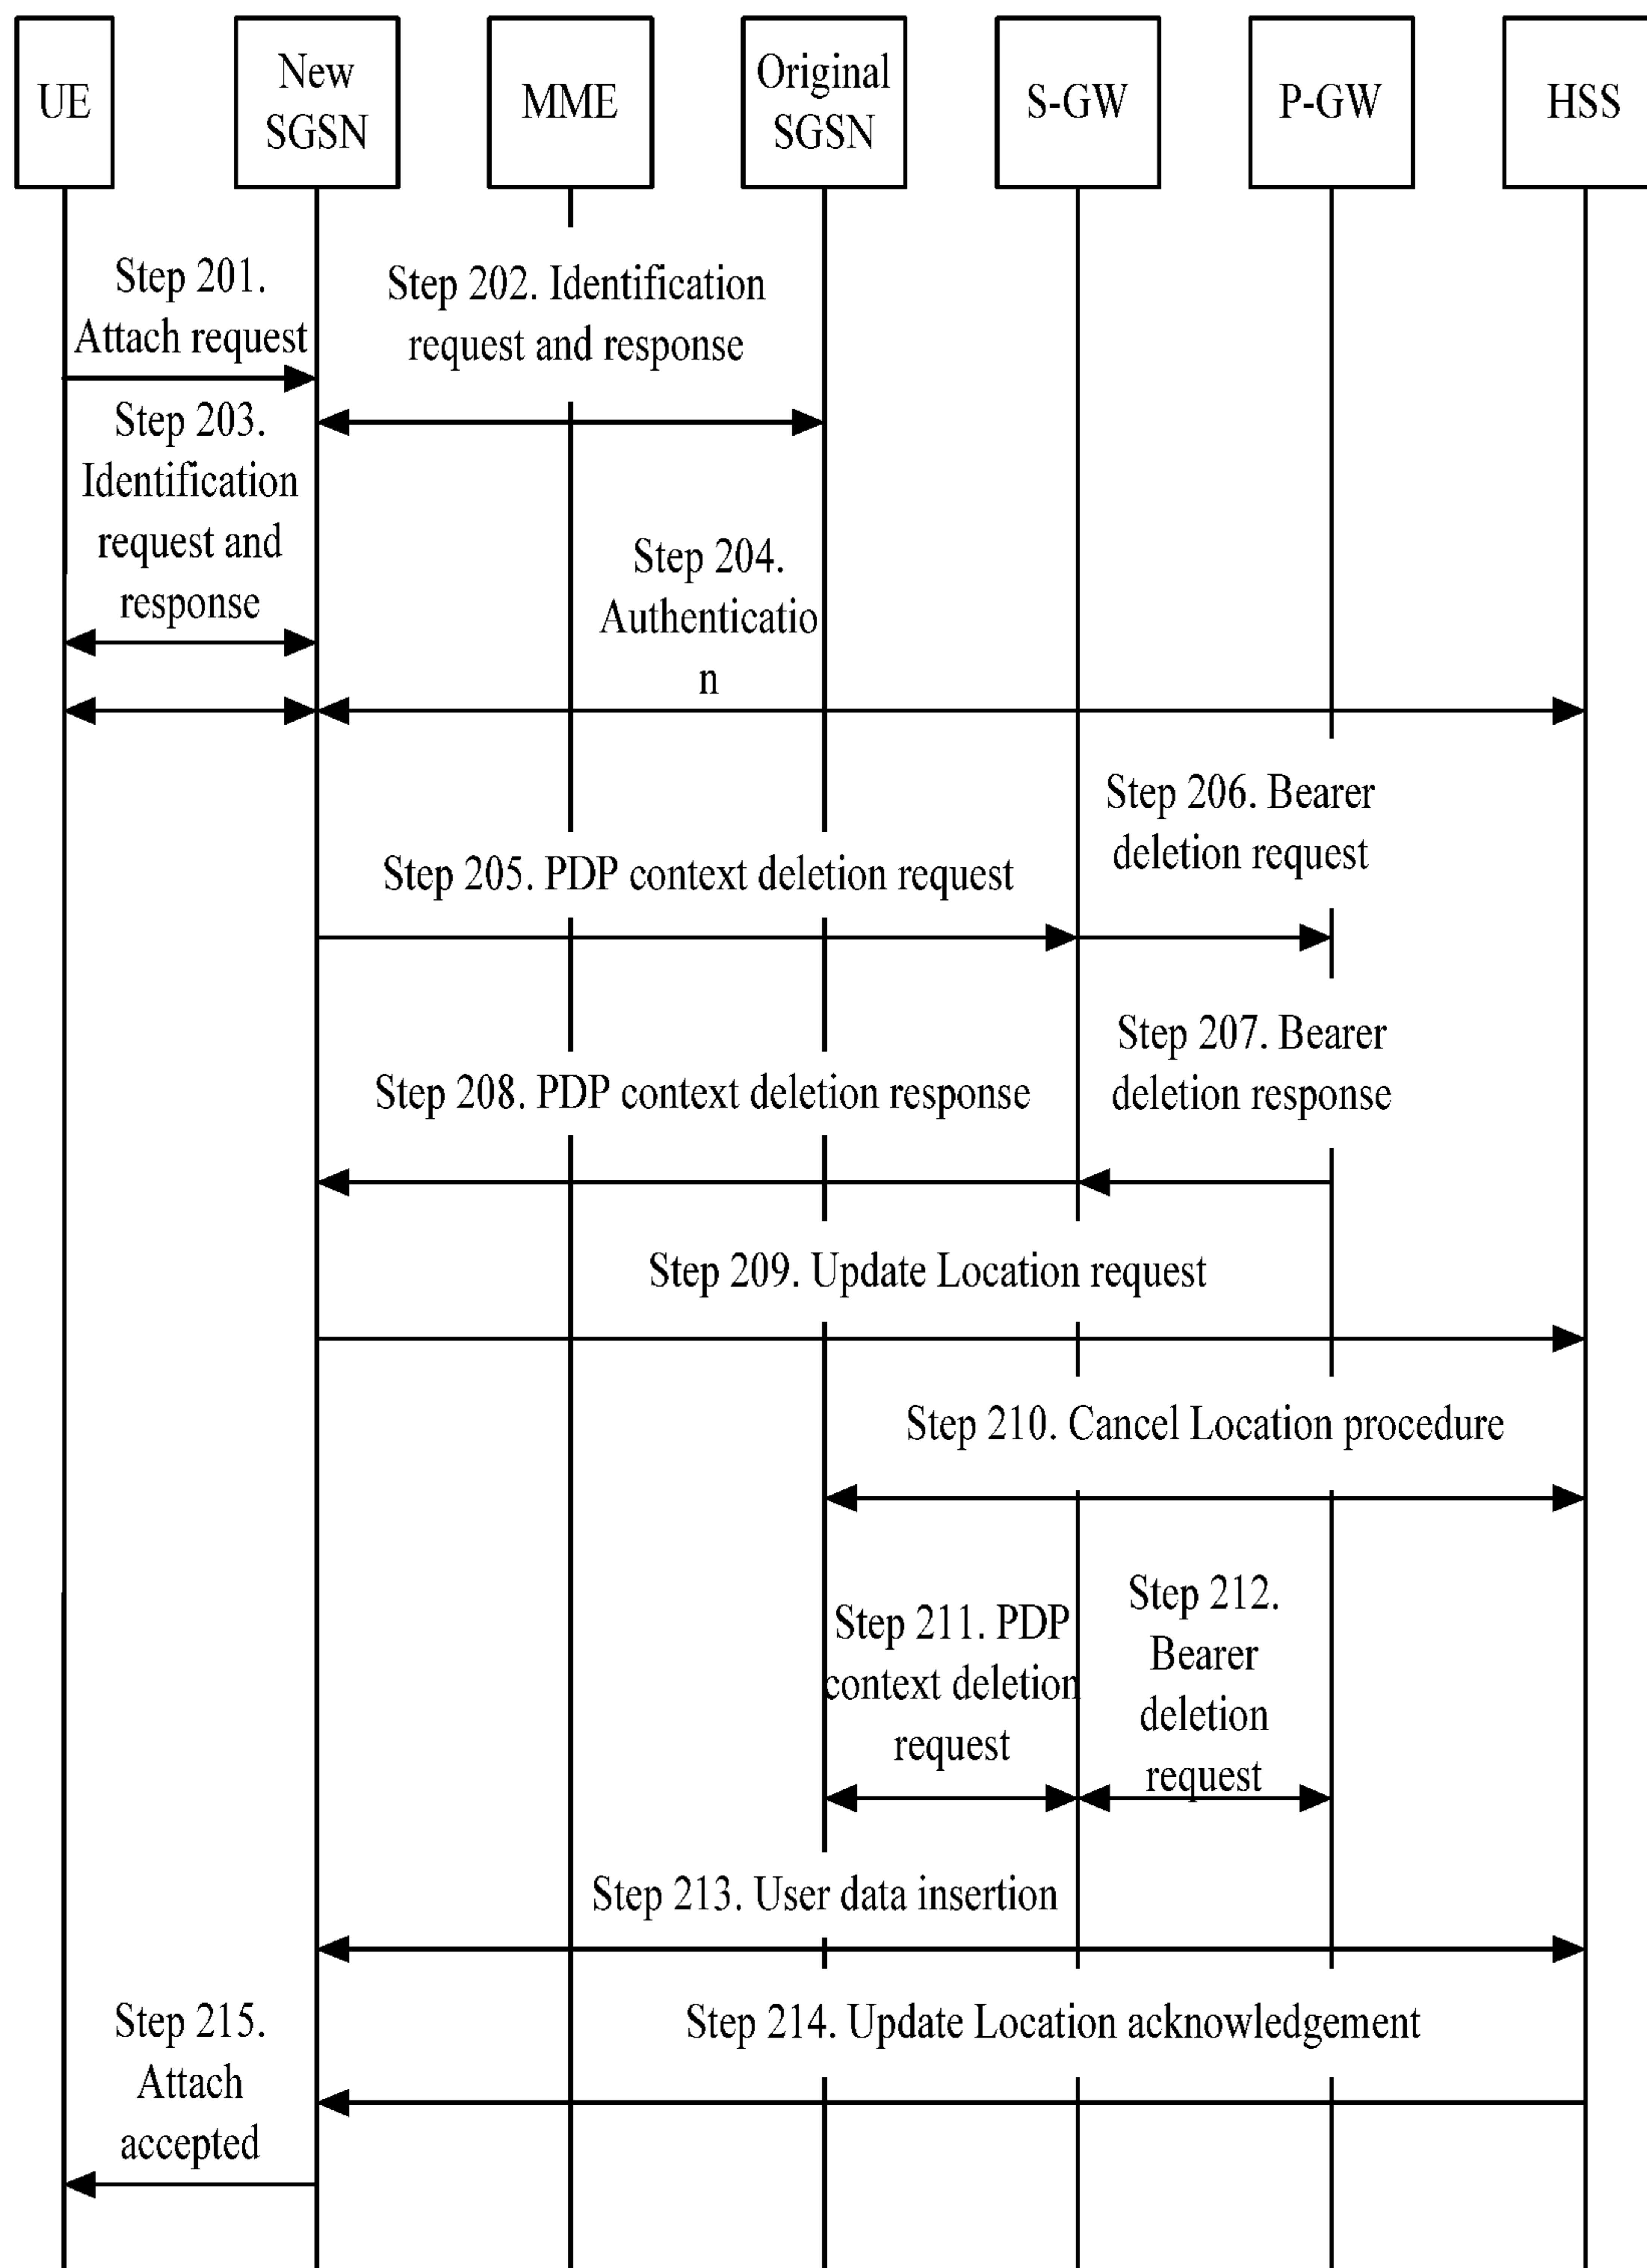 UE
New
SGSN
MME
Original
SGSN
S-GW
P-GW
HSS
Step 201.
Attach request
Step 202. Identification
request and response
Step 203.
Identification
request and
response
Step 204.
Authenticatio
n
Step 205. PDP context deletion request
Step 206. Bearer
deletion request
Step 207. Bearer
deletion response
Step 208. PDP context deletion response
Step 209. Update Location request
Step 210. Cancel Location procedure
Step 211. PDP
context deletion
request
Step 212.
Bearer
deletion
request
Step 213. User data insertion
Step 214. Update Location acknowledgement
Step 215.
Attach
accepted